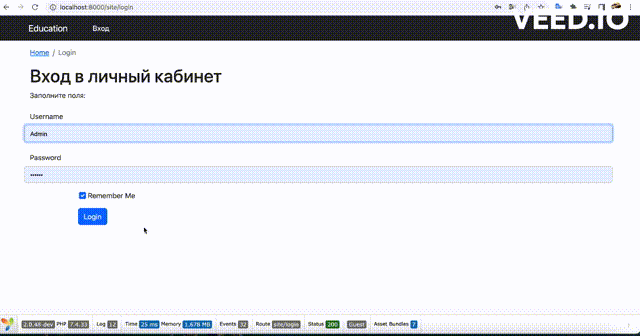 localhost:8000/site/login
VEED.IO
Education Вход
Home / Login
Вход в личный кабинет
Заполните поля:
Username
Admin
Password
••••••
Remember Me
Login
2.0.46-dev PHP 7.4.33 Log 12 Time 25 ms Memory 1.678 MB Events 32 Route site/login Status 200 Guest Asset Bundles 7